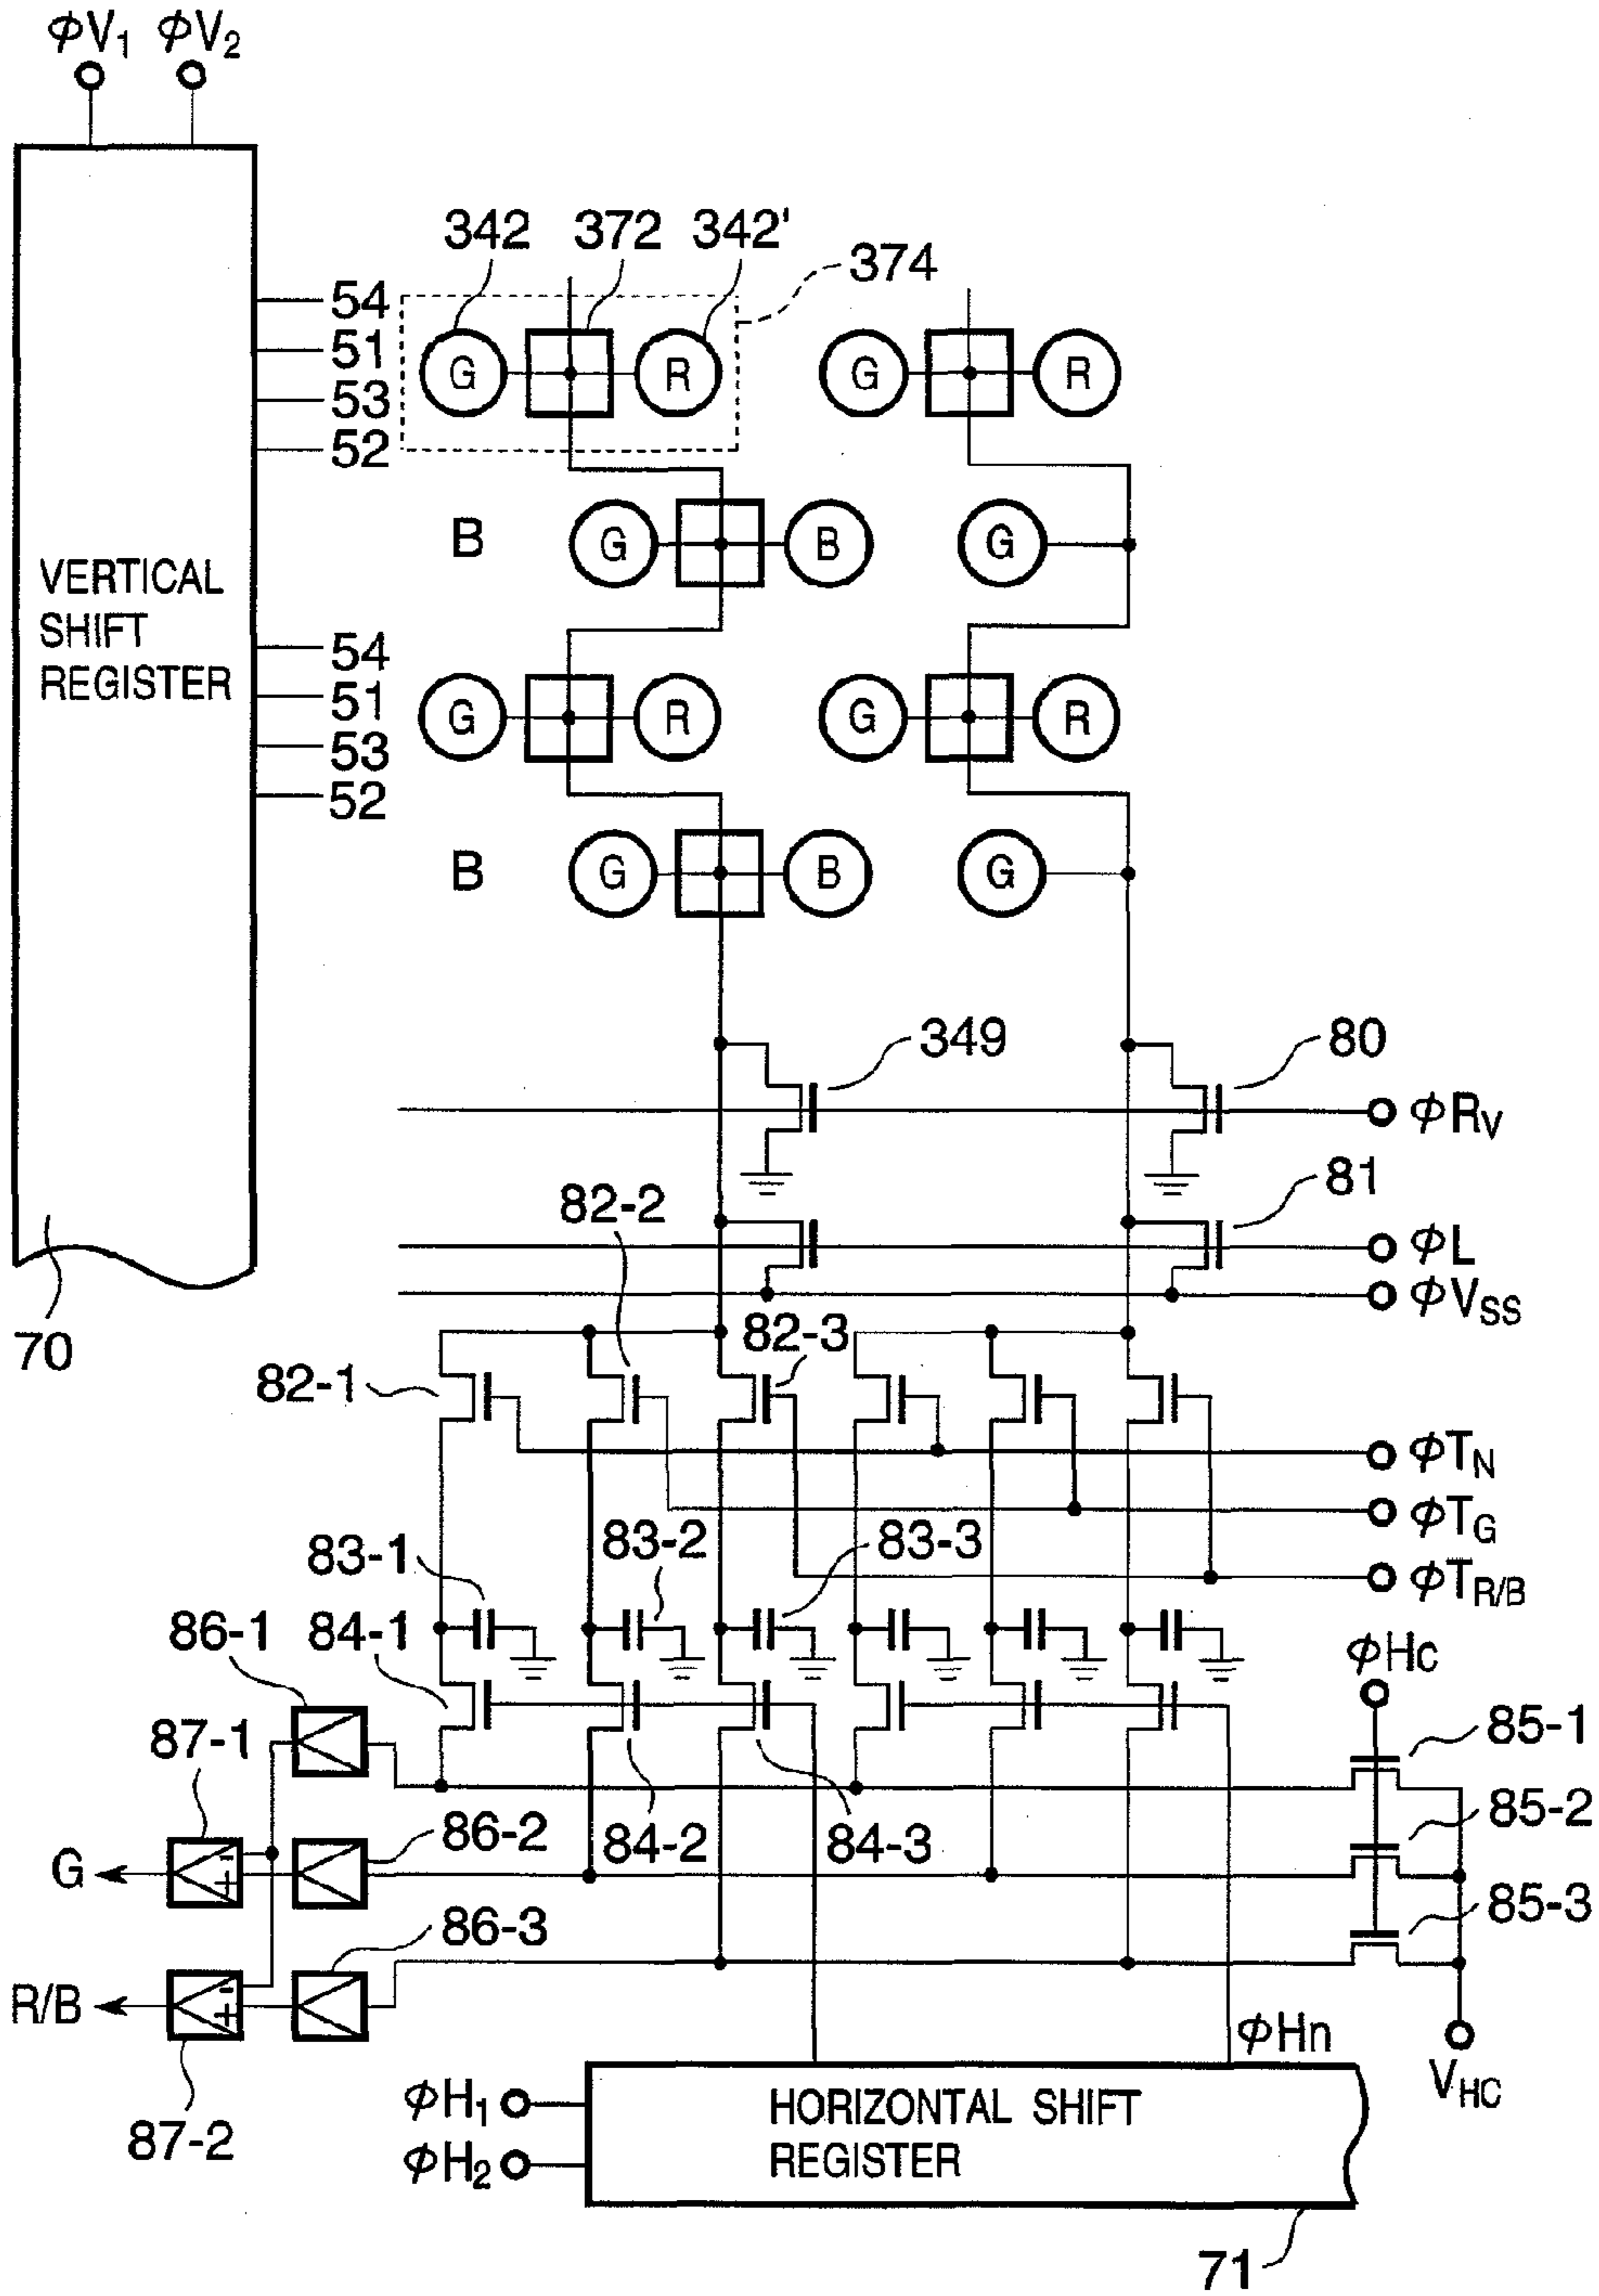 ϕV1 ϕV2
342 372 342' 374
54
51
53
52
G R G R
B G B G
VERTICAL
SHIFT
REGISTER
54
51
53
52
G R G R
B G B G
349 80
ϕRV
82-2 81
ϕL
ϕVSS
70
82-1 82-3
ϕTN
ϕTG
83-1 83-2 83-3
ϕTR/B
86-1 84-1 ϕHc
87-1 85-1
86-2 84-2 84-3 85-2
G - +
86-3 85-3
R/B - +
ϕHn
87-2 VHC
ϕH1
ϕH2
HORIZONTAL SHIFT
REGISTER
71